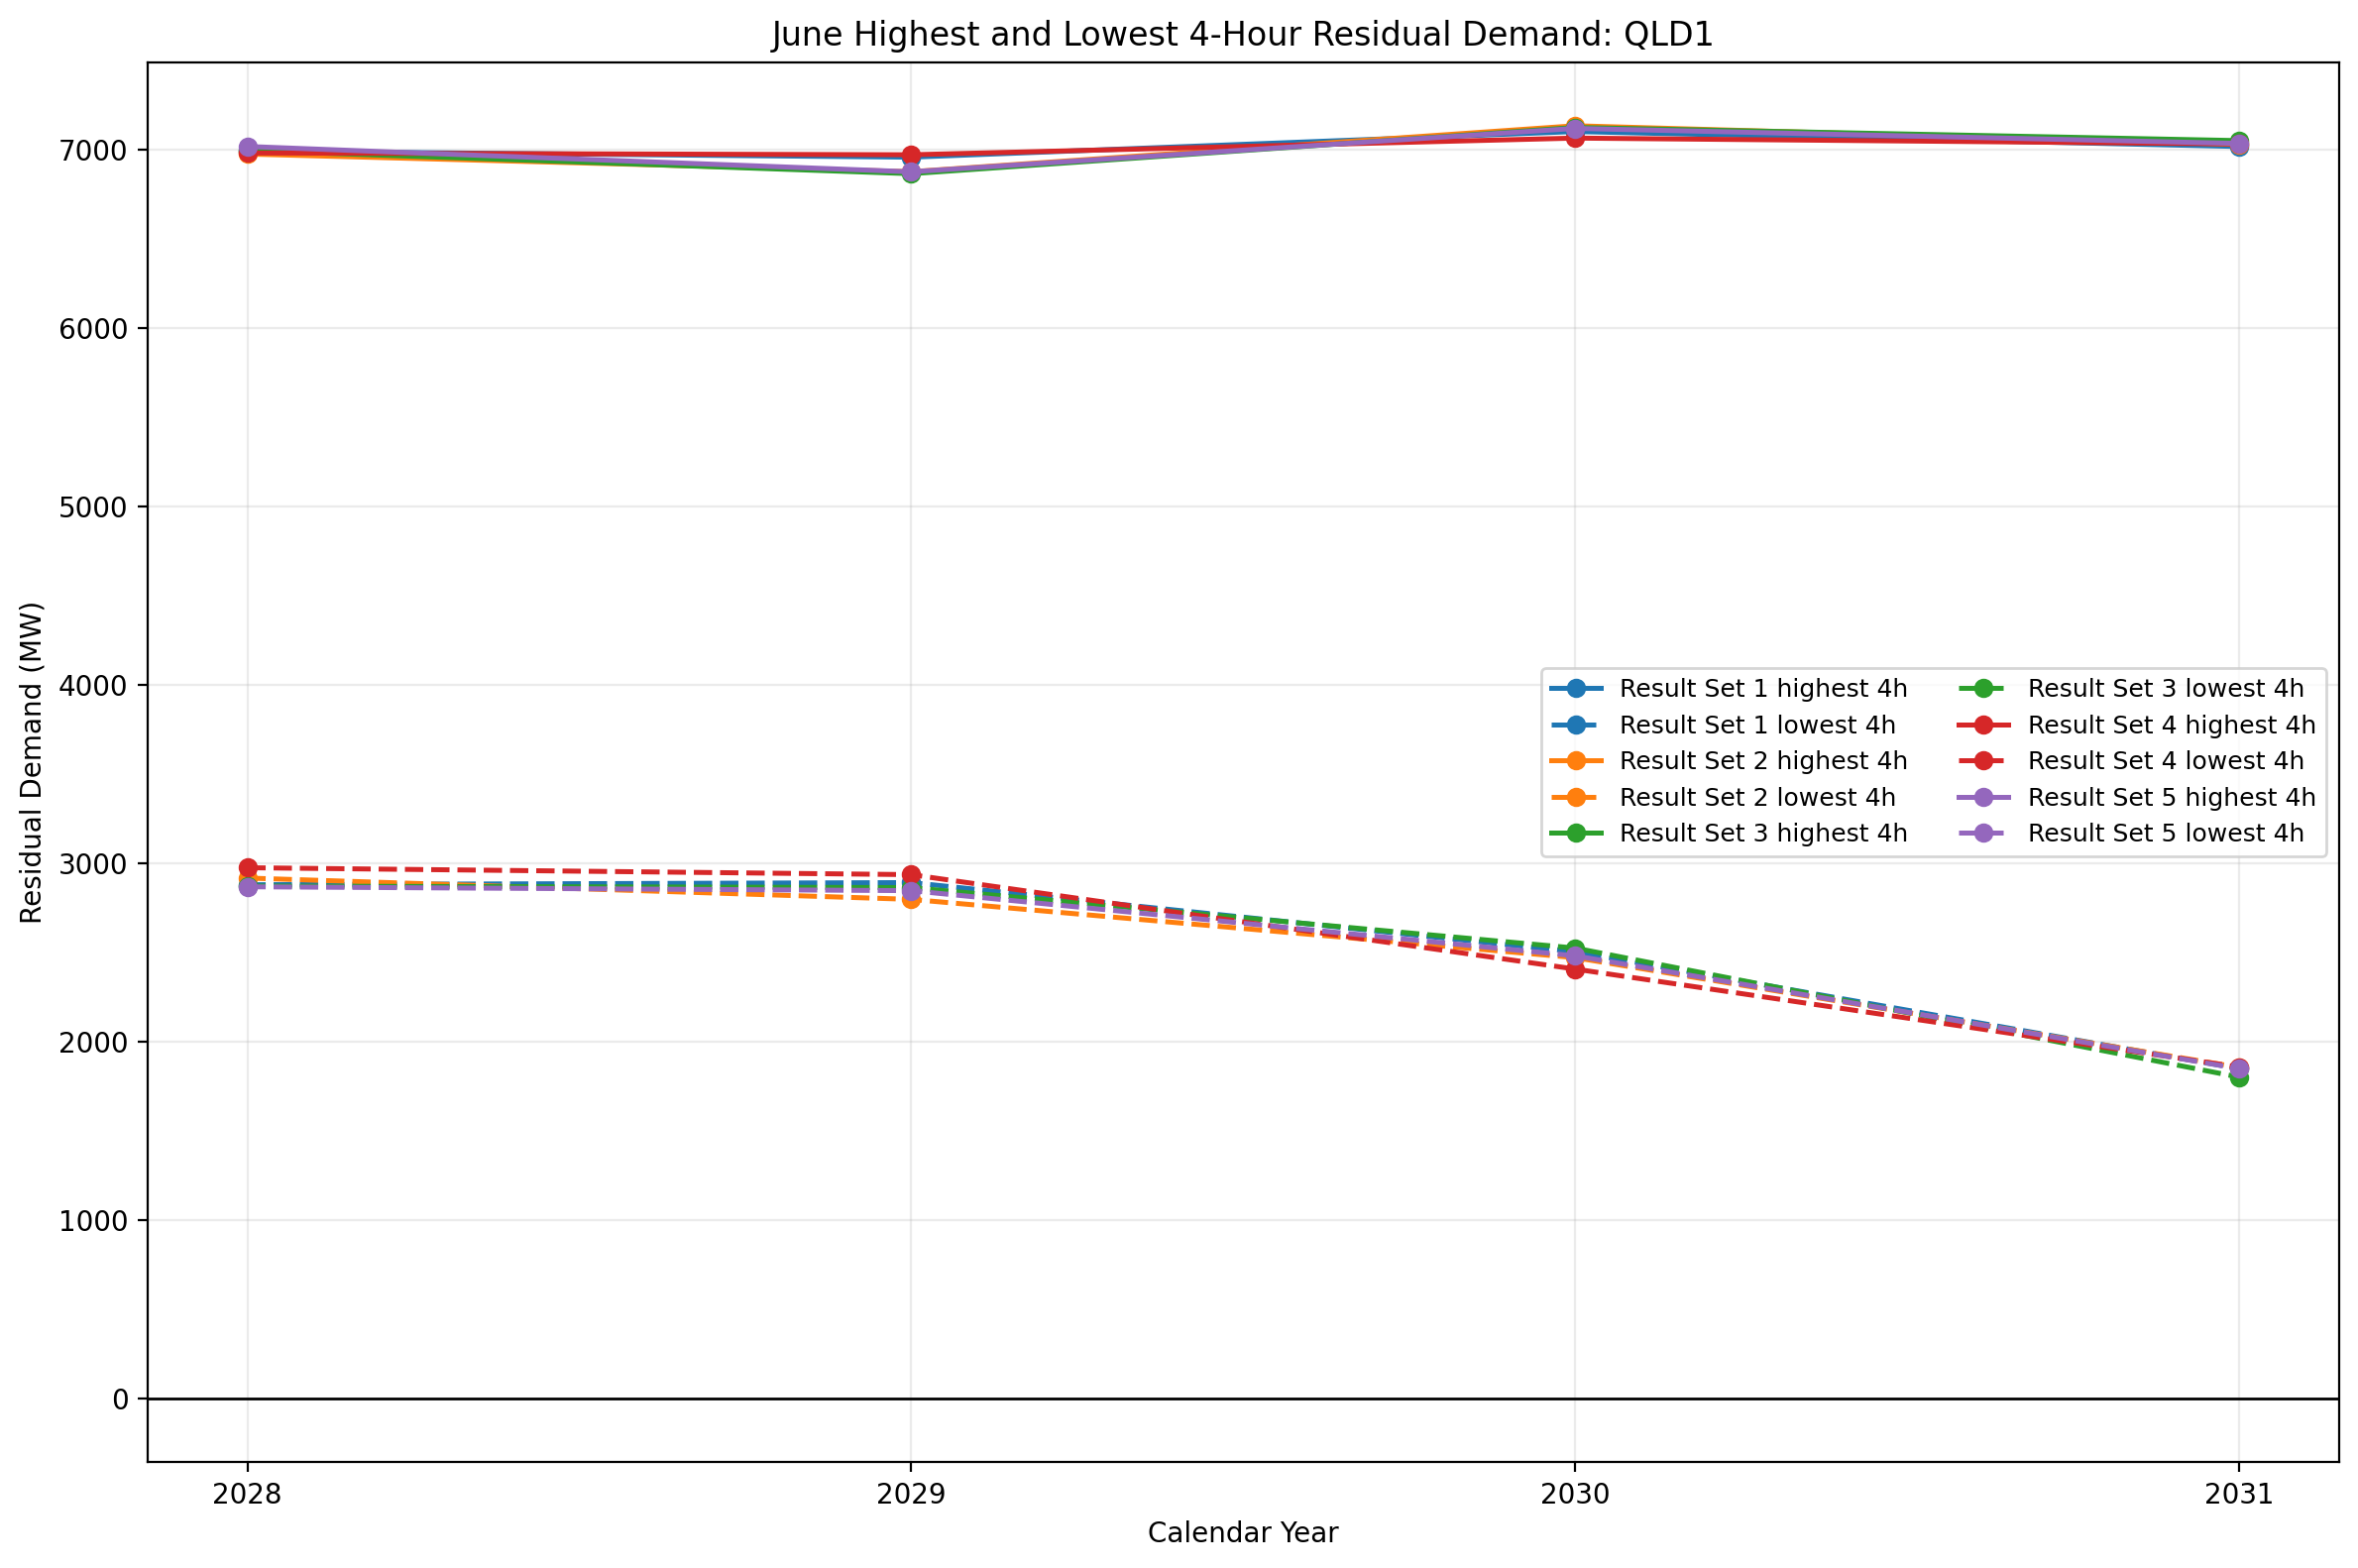 June Highest and Lowest 4-Hour Residual Demand: QLD1
7000
6000
5000
4000
3000
2000
1000
0
Residual Demand (MW)
Result Set 1 highest 4h
Result Set 1 lowest 4h
Result Set 2 highest 4h
Result Set 2 lowest 4h
Result Set 3 highest 4h
Result Set 3 lowest 4h
Result Set 4 highest 4h
Result Set 4 lowest 4h
Result Set 5 highest 4h
Result Set 5 lowest 4h
2028
2029
2030
2031
Calendar Year